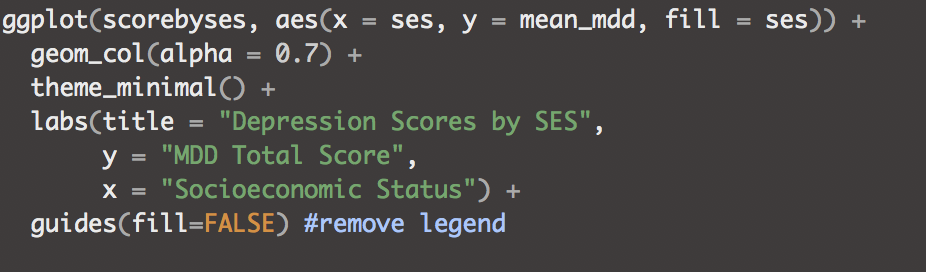 ggplot(scorebyses, aes(x = ses, y = mean_mdd, fill = ses)) +
  geom_col(alpha = 0.7) +
  theme_minimal() +
  labs(title = "Depression Scores by SES",
       y = "MDD Total Score",
       x = "Socioeconomic Status") +
  guides(fill=FALSE) #remove legend